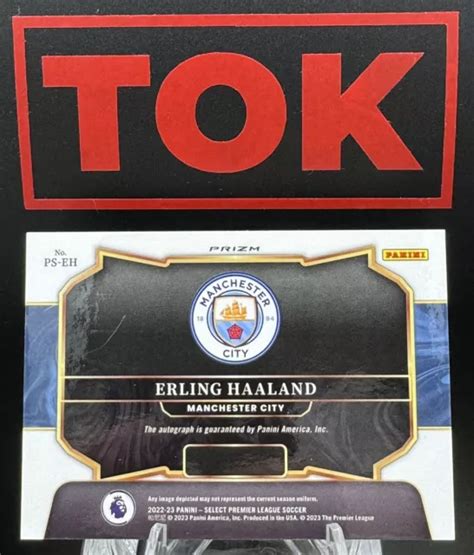 TOK
No.
PS-EH
PRIZM
PANINI
MANCHESTER
18 94
CITY
ERLING HAALAND
MANCHESTER CITY
The autograph is guaranteed by Panini America, Inc.
Any image depicted may not represent the current season uniform.
2022-23 PANINI – SELECT PREMIER LEAGUE SOCCER
© 2023 Panini America, Inc. Produced in the USA. © 2023 The Premier League